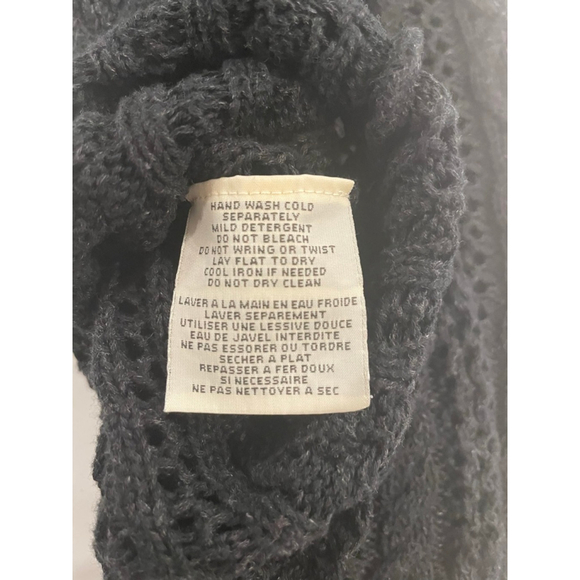 HAND WASH COLD
SEPARATELY
MILD DETERGENT
DO NOT BLEACH
DO NOT WRING OR TWIST
LAY FLAT TO DRY
COOL IRON IF NEEDED
DO NOT DRY CLEAN
LAVER A LA MAIN EN EAU FROIDE
LAVER SEPAREMENT
UTILISER UNE LESSIVE DOUCE
EAU DE JAVEL INTERDITE
NE PAS ESSORER OU TORDRE
SECHER A PLAT
REPASSER A FER DOUX
SI NECESSAIRE
NE PAS NETTOYER A SEC